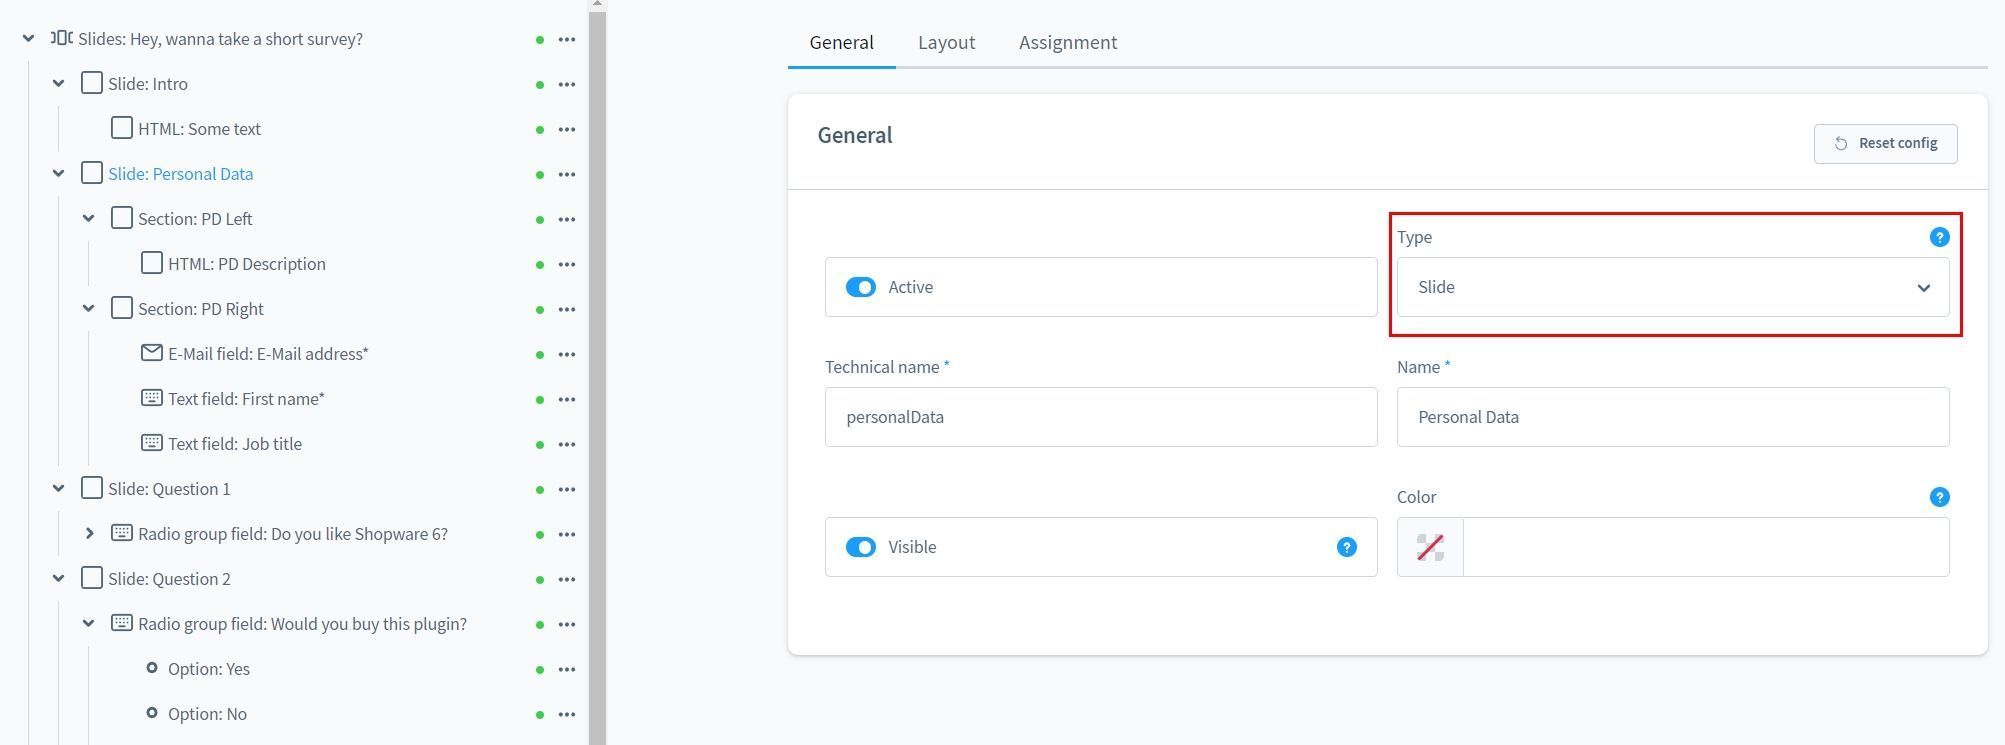 Slides: Hey, wanna take a short survey?
Slide: Intro
HTML: Some text
Slide: Personal Data
Section: PD Left
HTML: PD Description
Section: PD Right
E-Mail field: E-Mail address*
Text field: First name*
Text field: Job title
Slide: Question 1
Radio group field: Do you like Shopware 6?
Slide: Question 2
Radio group field: Would you buy this plugin?
Option: Yes
Option: No
General Layout Assignment
General
Reset config
Type ?
Active
Slide
Technical name *
Name *
personalData
Personal Data
Color ?
Visible ?